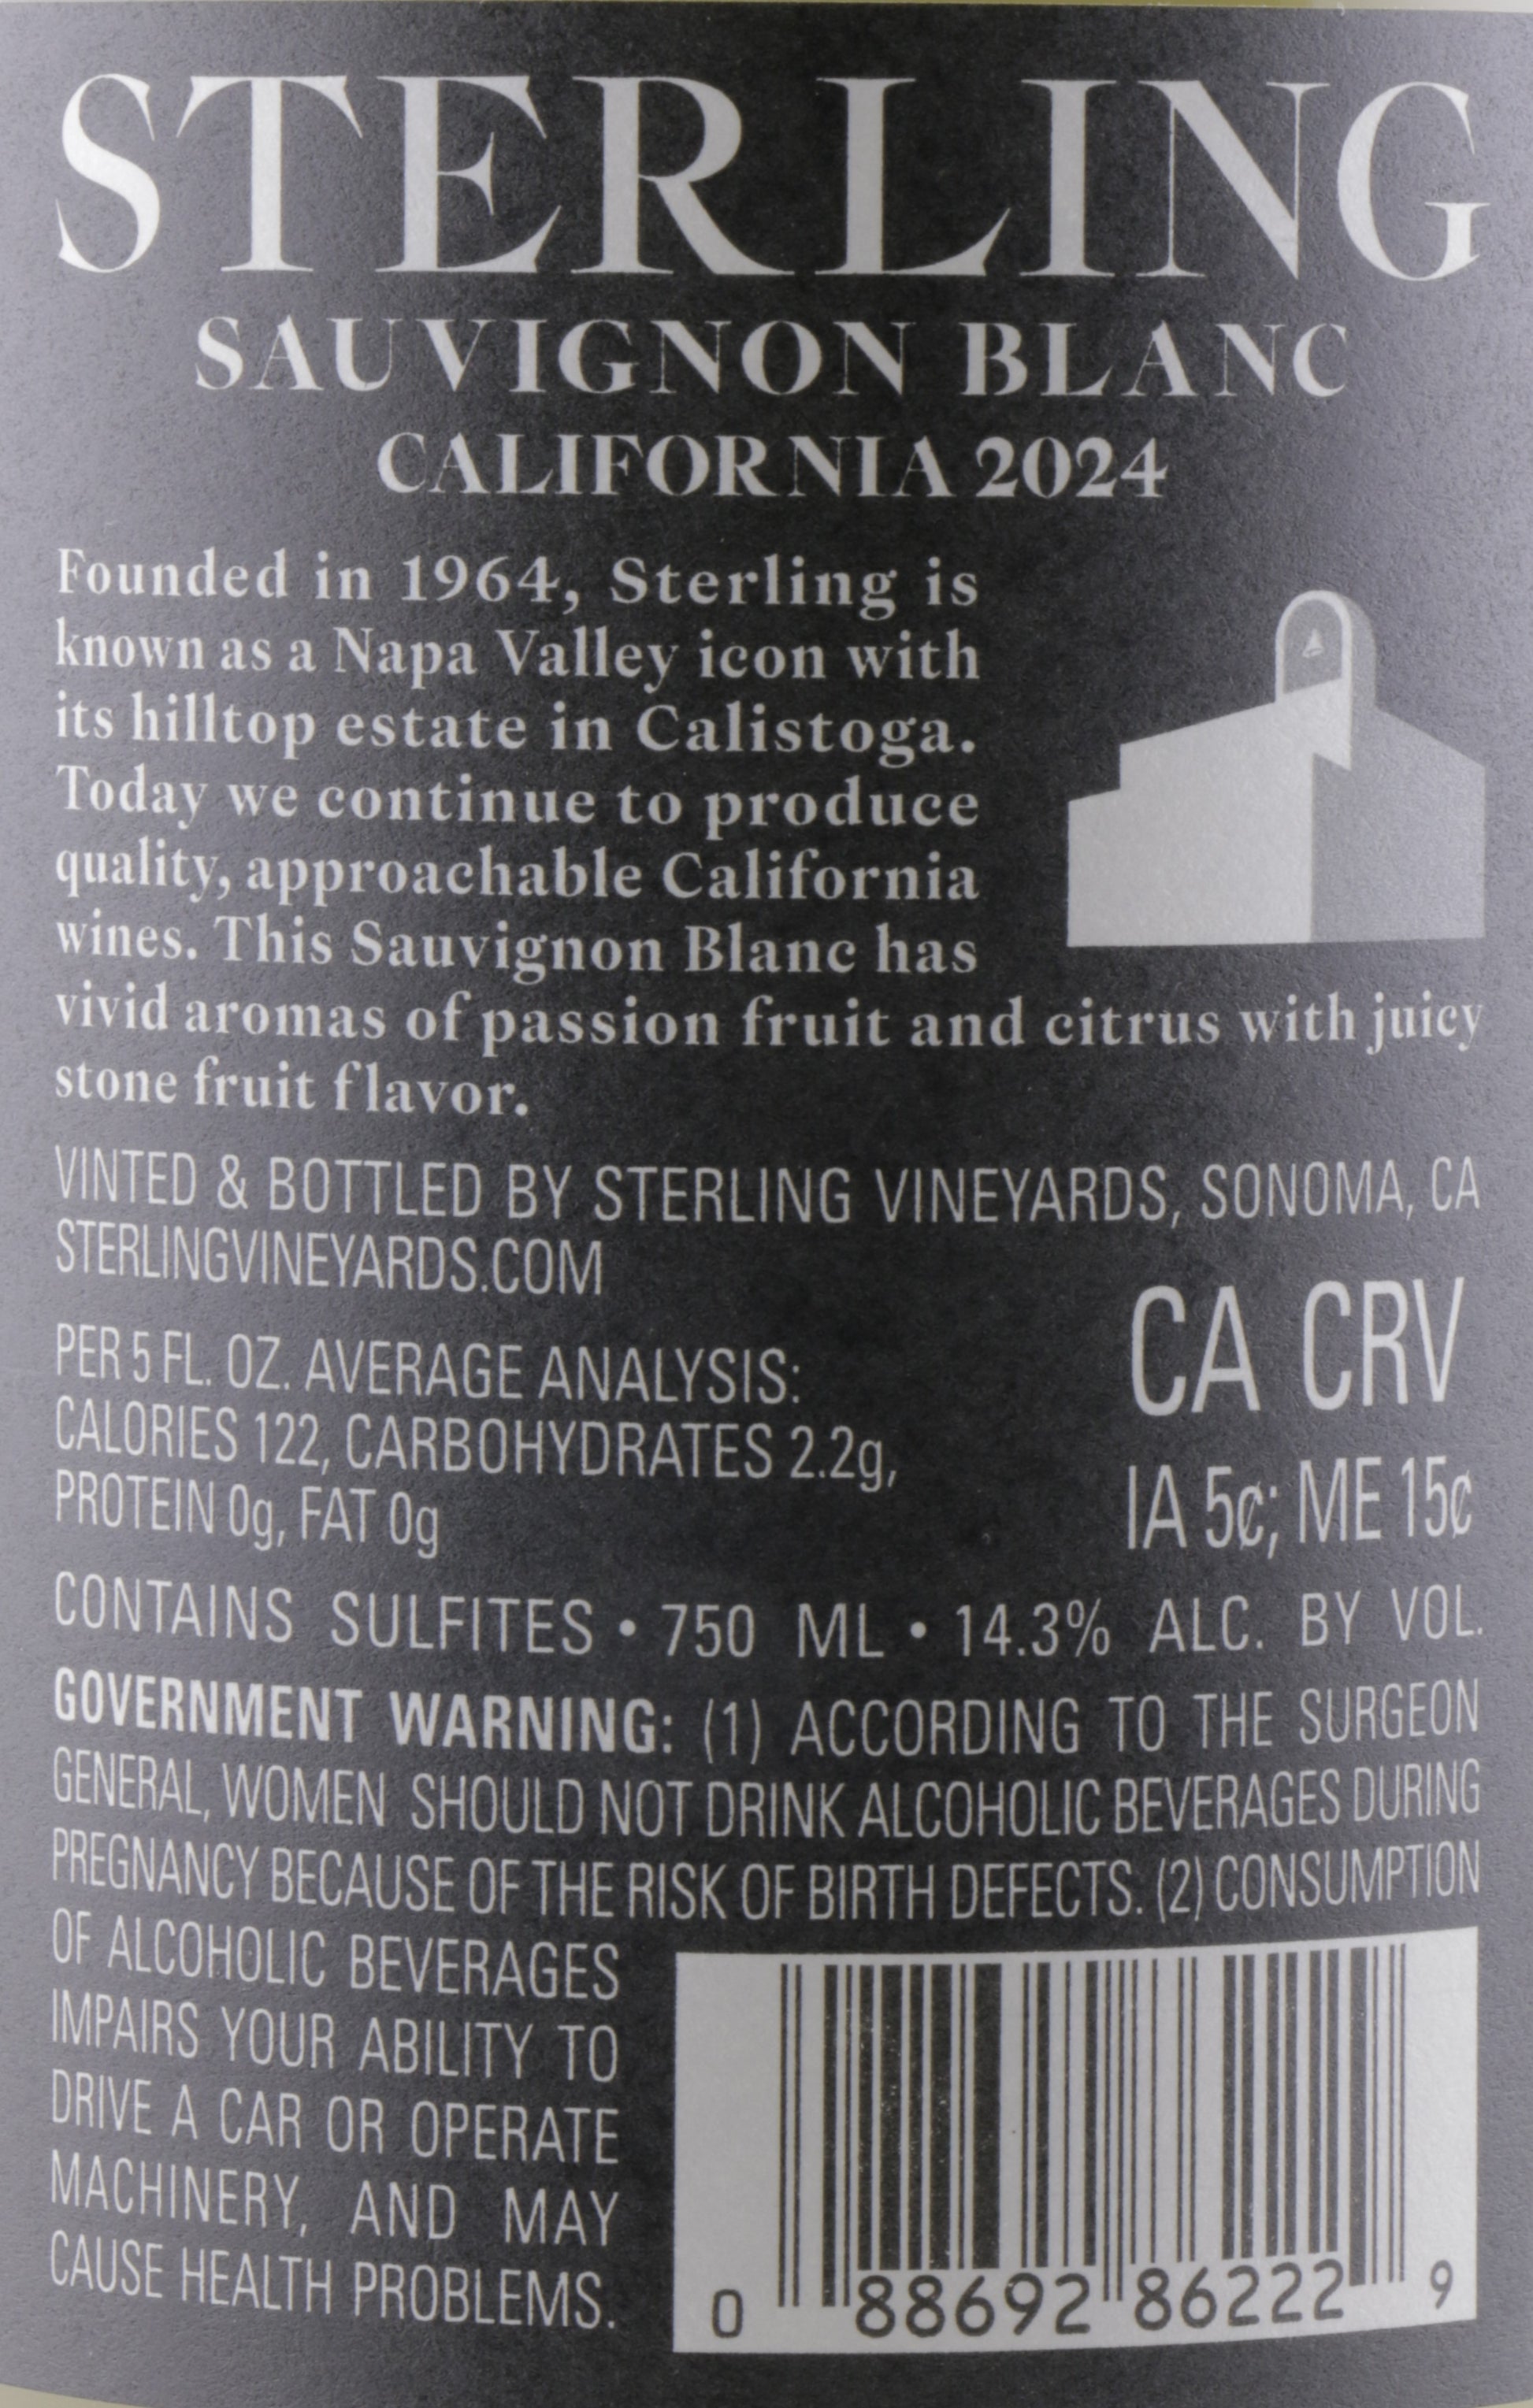 STERLING
SAUVIGNON BLANC
CALIFORNIA 2024
Founded in 1964, Sterling is
known as a Napa Valley icon with
its hilltop estate in Calistoga.
Today we continue to produce
quality, approachable California
wines. This Sauvignon Blanc has
vivid aromas of passion fruit and citrus with juicy
stone fruit flavor.
VINTED & BOTTLED BY STERLING VINEYARDS, SONOMA, CA
STERLINGVINEYARDS.COM
PER 5 FL. OZ. AVERAGE ANALYSIS:
CALORIES 122, CARBOHYDRATES 2.2g,
PROTEIN 0g, FAT 0g
CA CRV
IA 5¢; ME 15¢
CONTAINS SULFITES • 750 ML • 14.3% ALC. BY VOL.
GOVERNMENT WARNING: (1) ACCORDING TO THE SURGEON
GENERAL, WOMEN SHOULD NOT DRINK ALCOHOLIC BEVERAGES DURING
PREGNANCY BECAUSE OF THE RISK OF BIRTH DEFECTS. (2) CONSUMPTION
OF ALCOHOLIC BEVERAGES
IMPAIRS YOUR ABILITY TO
DRIVE A CAR OR OPERATE
MACHINERY, AND MAY
CAUSE HEALTH PROBLEMS.
0 88692 86222 9